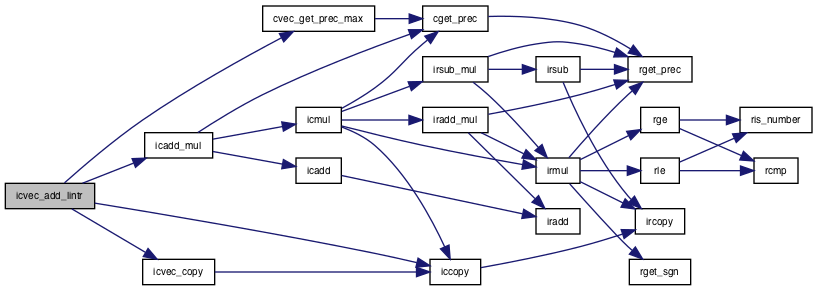 cvec_get_prec_max
cget_prec
irsub_mul
irsub
rget_prec
icmul
iradd_mul
rge
ris_number
icadd_mul
icadd
irmul
rle
rcmp
icvec_add_lintr
iradd
ircopy
icvec_copy
iccopy
rget_sgn